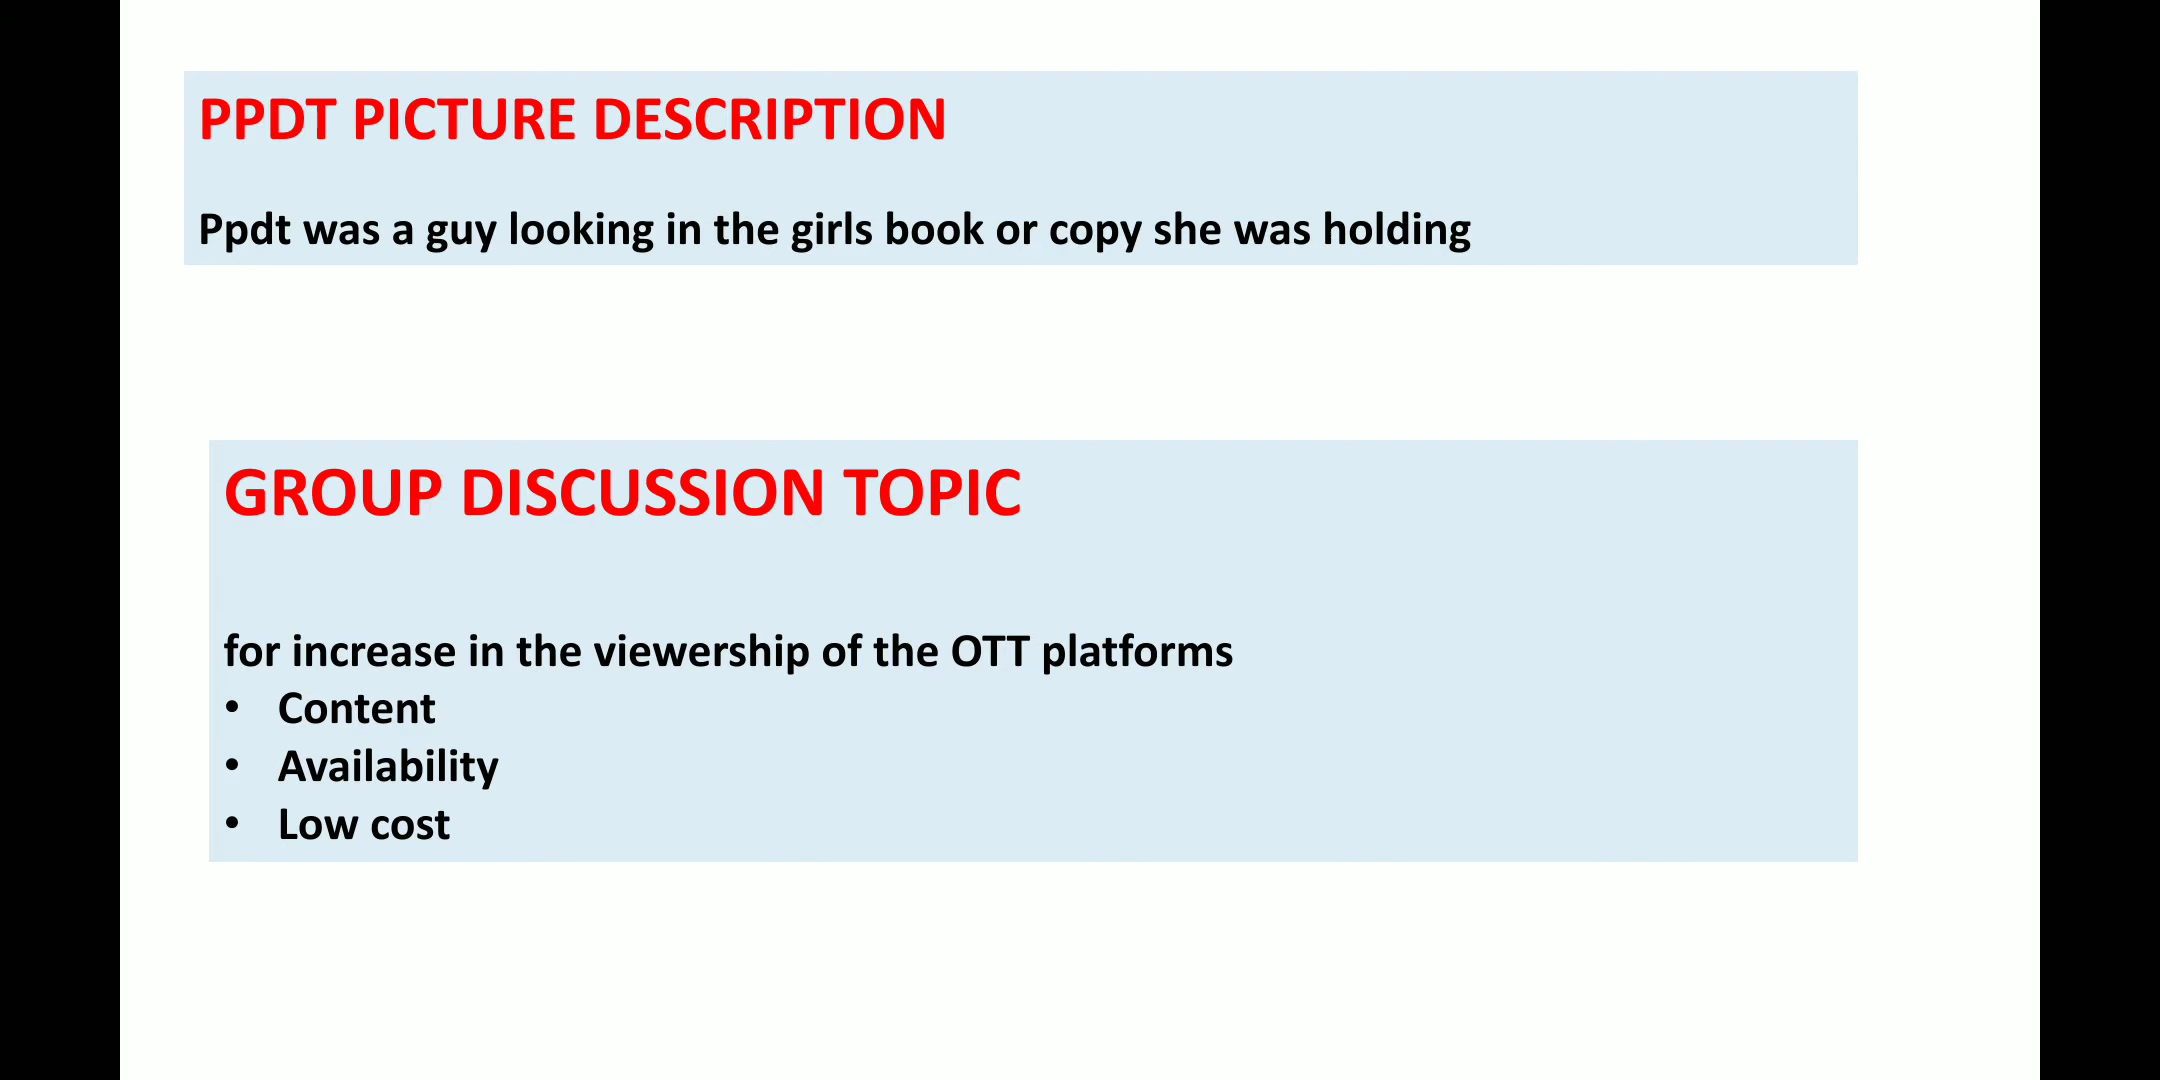 PPDT PICTURE DESCRIPTION
Ppdt was a guy looking in the girls book or copy she was holding
GROUP DISCUSSION TOPIC
for increase in the viewership of the OTT platforms
• Content
• Availability
• Low cost